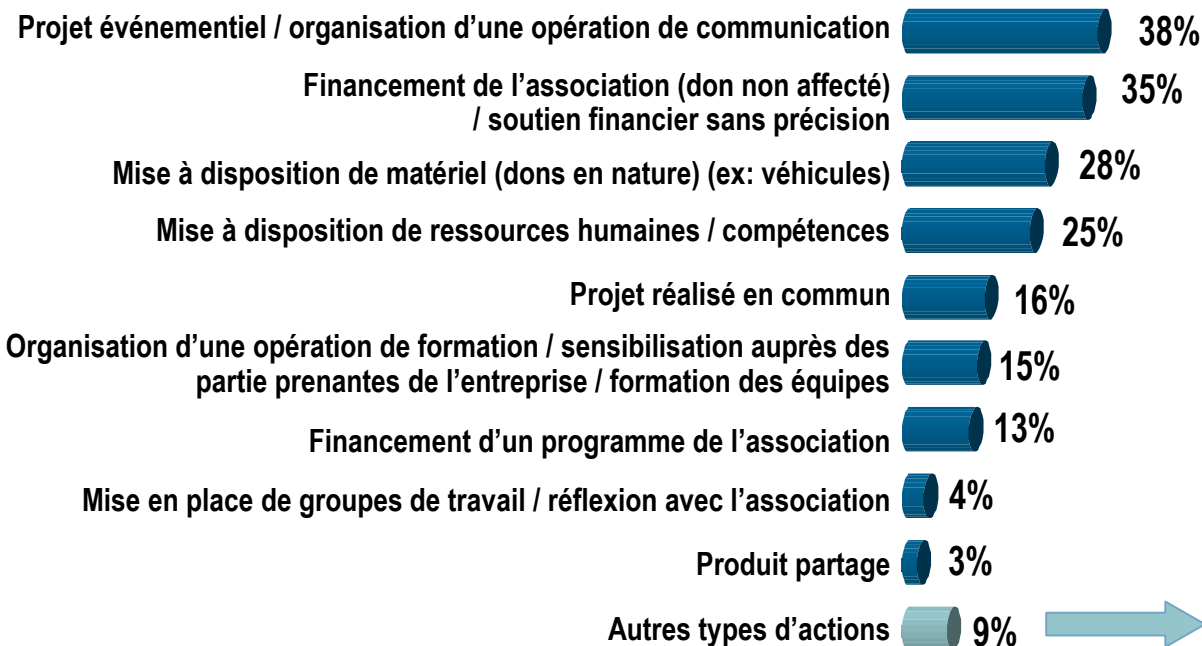 Projet événementiel / organisation d’une opération de communication 38%
Financement de l’association (don non affecté)
/ soutien financier sans précision 35%
Mise à disposition de matériel (dons en nature) (ex: véhicules) 28%
Mise à disposition de ressources humaines / compétences 25%
Projet réalisé en commun 16%
Organisation d’une opération de formation / sensibilisation auprès des
partie prenantes de l’entreprise / formation des équipes 15%
Financement d’un programme de l’association 13%
Mise en place de groupes de travail / réflexion avec l’association 4%
Produit partage 3%
Autres types d’actions 9%